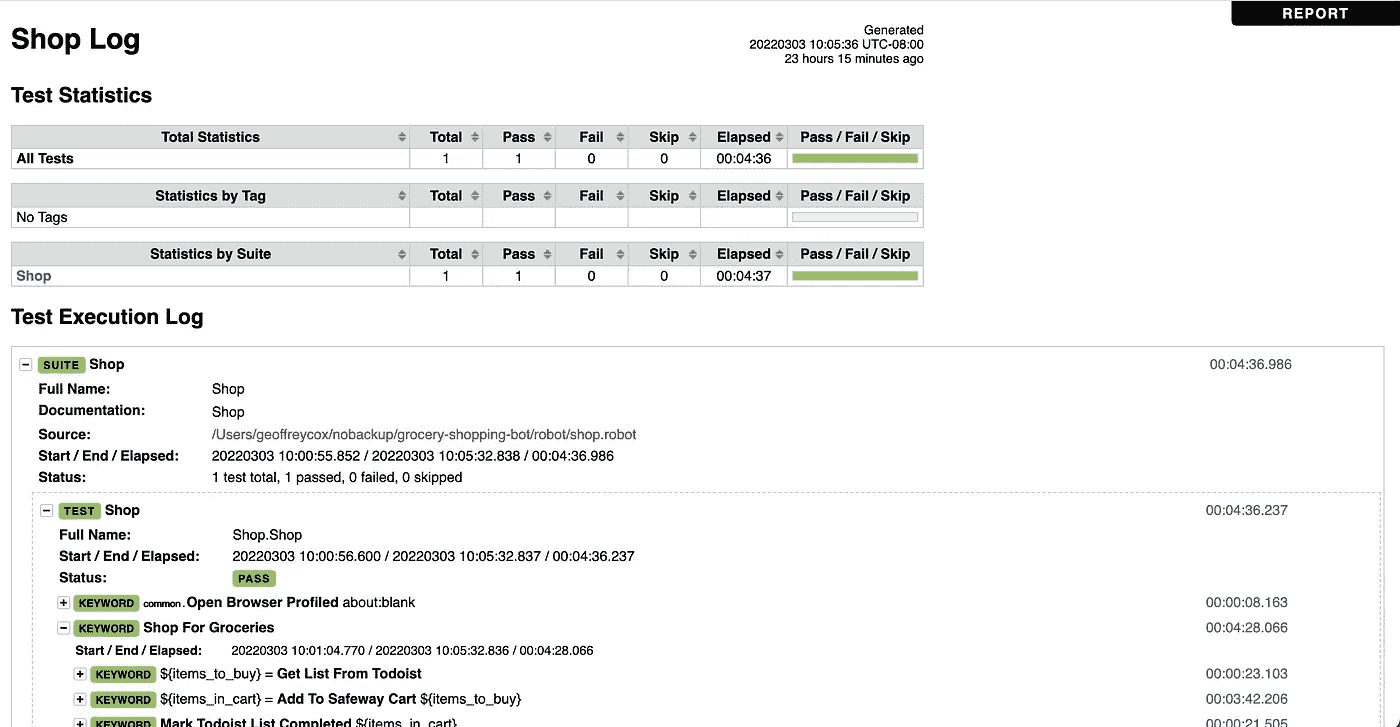 REPORT
Shop Log
Generated
20220303 10:05:36 UTC-08:00
23 hours 15 minutes ago
Test Statistics
Total Statistics Total Pass Fail Skip Elapsed Pass / Fail / Skip
All Tests 1 1 0 0 00:04:36
Statistics by Tag Total Pass Fail Skip Elapsed Pass / Fail / Skip
No Tags
Statistics by Suite Total Pass Fail Skip Elapsed Pass / Fail / Skip
Shop 1 1 0 0 00:04:37
Test Execution Log
− SUITE Shop 00:04:36.986
Full Name: Shop
Documentation: Shop
Source: /Users/geoffreycox/nobackup/grocery-shopping-bot/robot/shop.robot
Start / End / Elapsed: 20220303 10:00:55.852 / 20220303 10:05:32.838 / 00:04:36.986
Status: 1 test total, 1 passed, 0 failed, 0 skipped
− TEST Shop 00:04:36.237
Full Name: Shop.Shop
Start / End / Elapsed: 20220303 10:00:56.600 / 20220303 10:05:32.837 / 00:04:36.237
Status: PASS
+ KEYWORD common.Open Browser Profiled about:blank 00:00:08.163
− KEYWORD Shop For Groceries 00:04:28.066
Start / End / Elapsed: 20220303 10:01:04.770 / 20220303 10:05:32.836 / 00:04:28.066
+ KEYWORD ${items_to_buy} = Get List From Todoist 00:00:23.103
+ KEYWORD ${items_in_cart} = Add To Safeway Cart ${items_to_buy} 00:03:42.206
+ KEYWORD Mark Todoist List Completed ${items_in_cart} 00:00:21.505